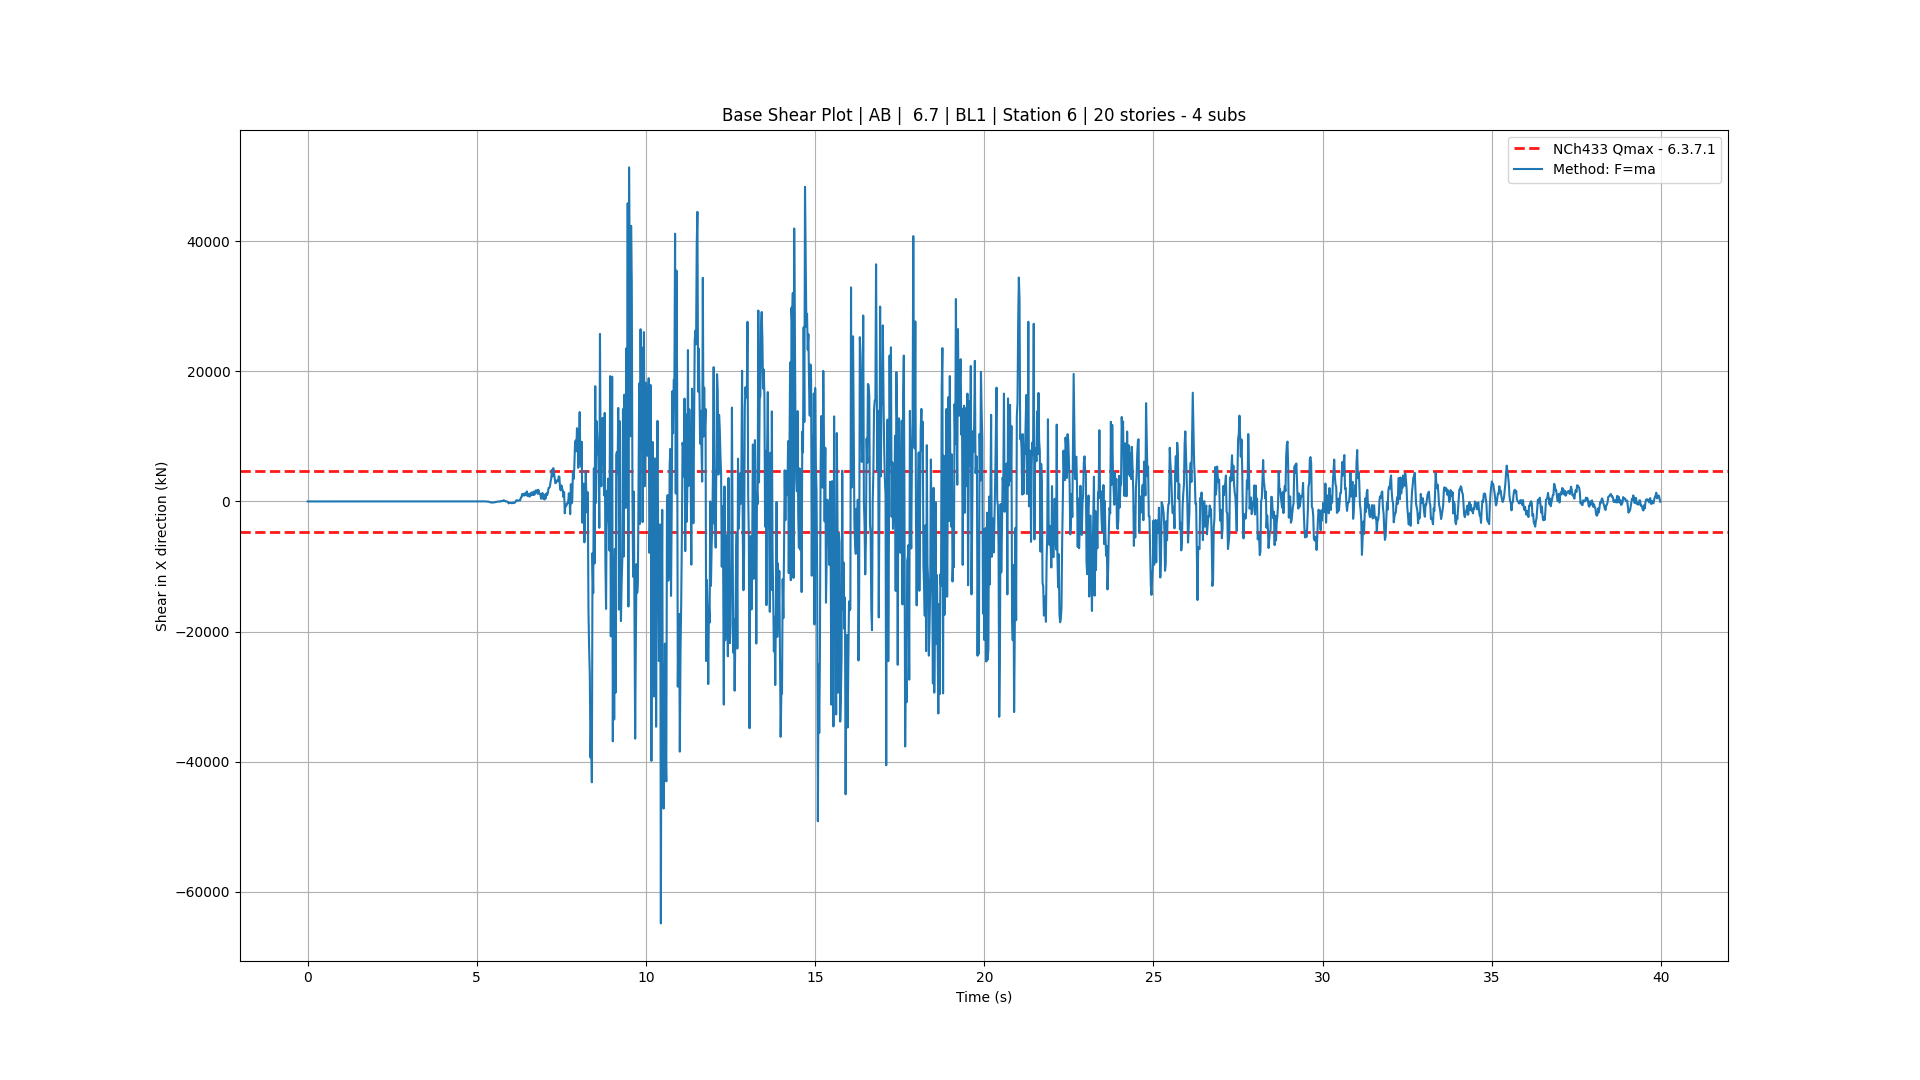 Base Shear Plot | AB |  6.7 | BL1 | Station 6 | 20 stories - 4 subs
NCh433 Qmax - 6.3.7.1
Method: F=ma
Shear in X direction (kN)
40000
20000
0
−20000
−40000
−60000
0 5 10 15 20 25 30 35 40
Time (s)